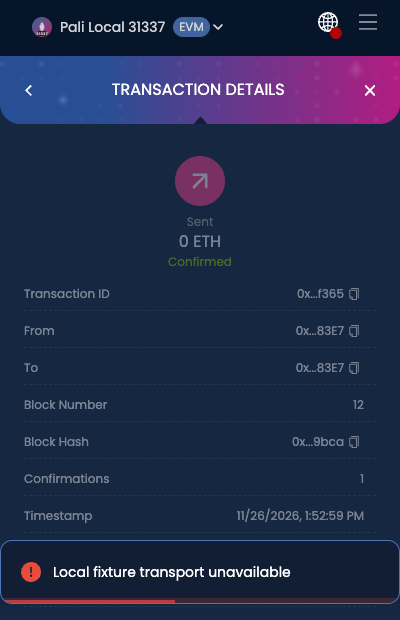 Pali Local 31337 EVM
TRANSACTION DETAILS
Sent
0 ETH
Confirmed
Transaction ID 0x...f365
From 0x...83E7
To 0x...83E7
Block Number 12
Block Hash 0x...9bca
Confirmations 1
Timestamp 11/26/2026, 1:52:59 PM
Local fixture transport unavailable